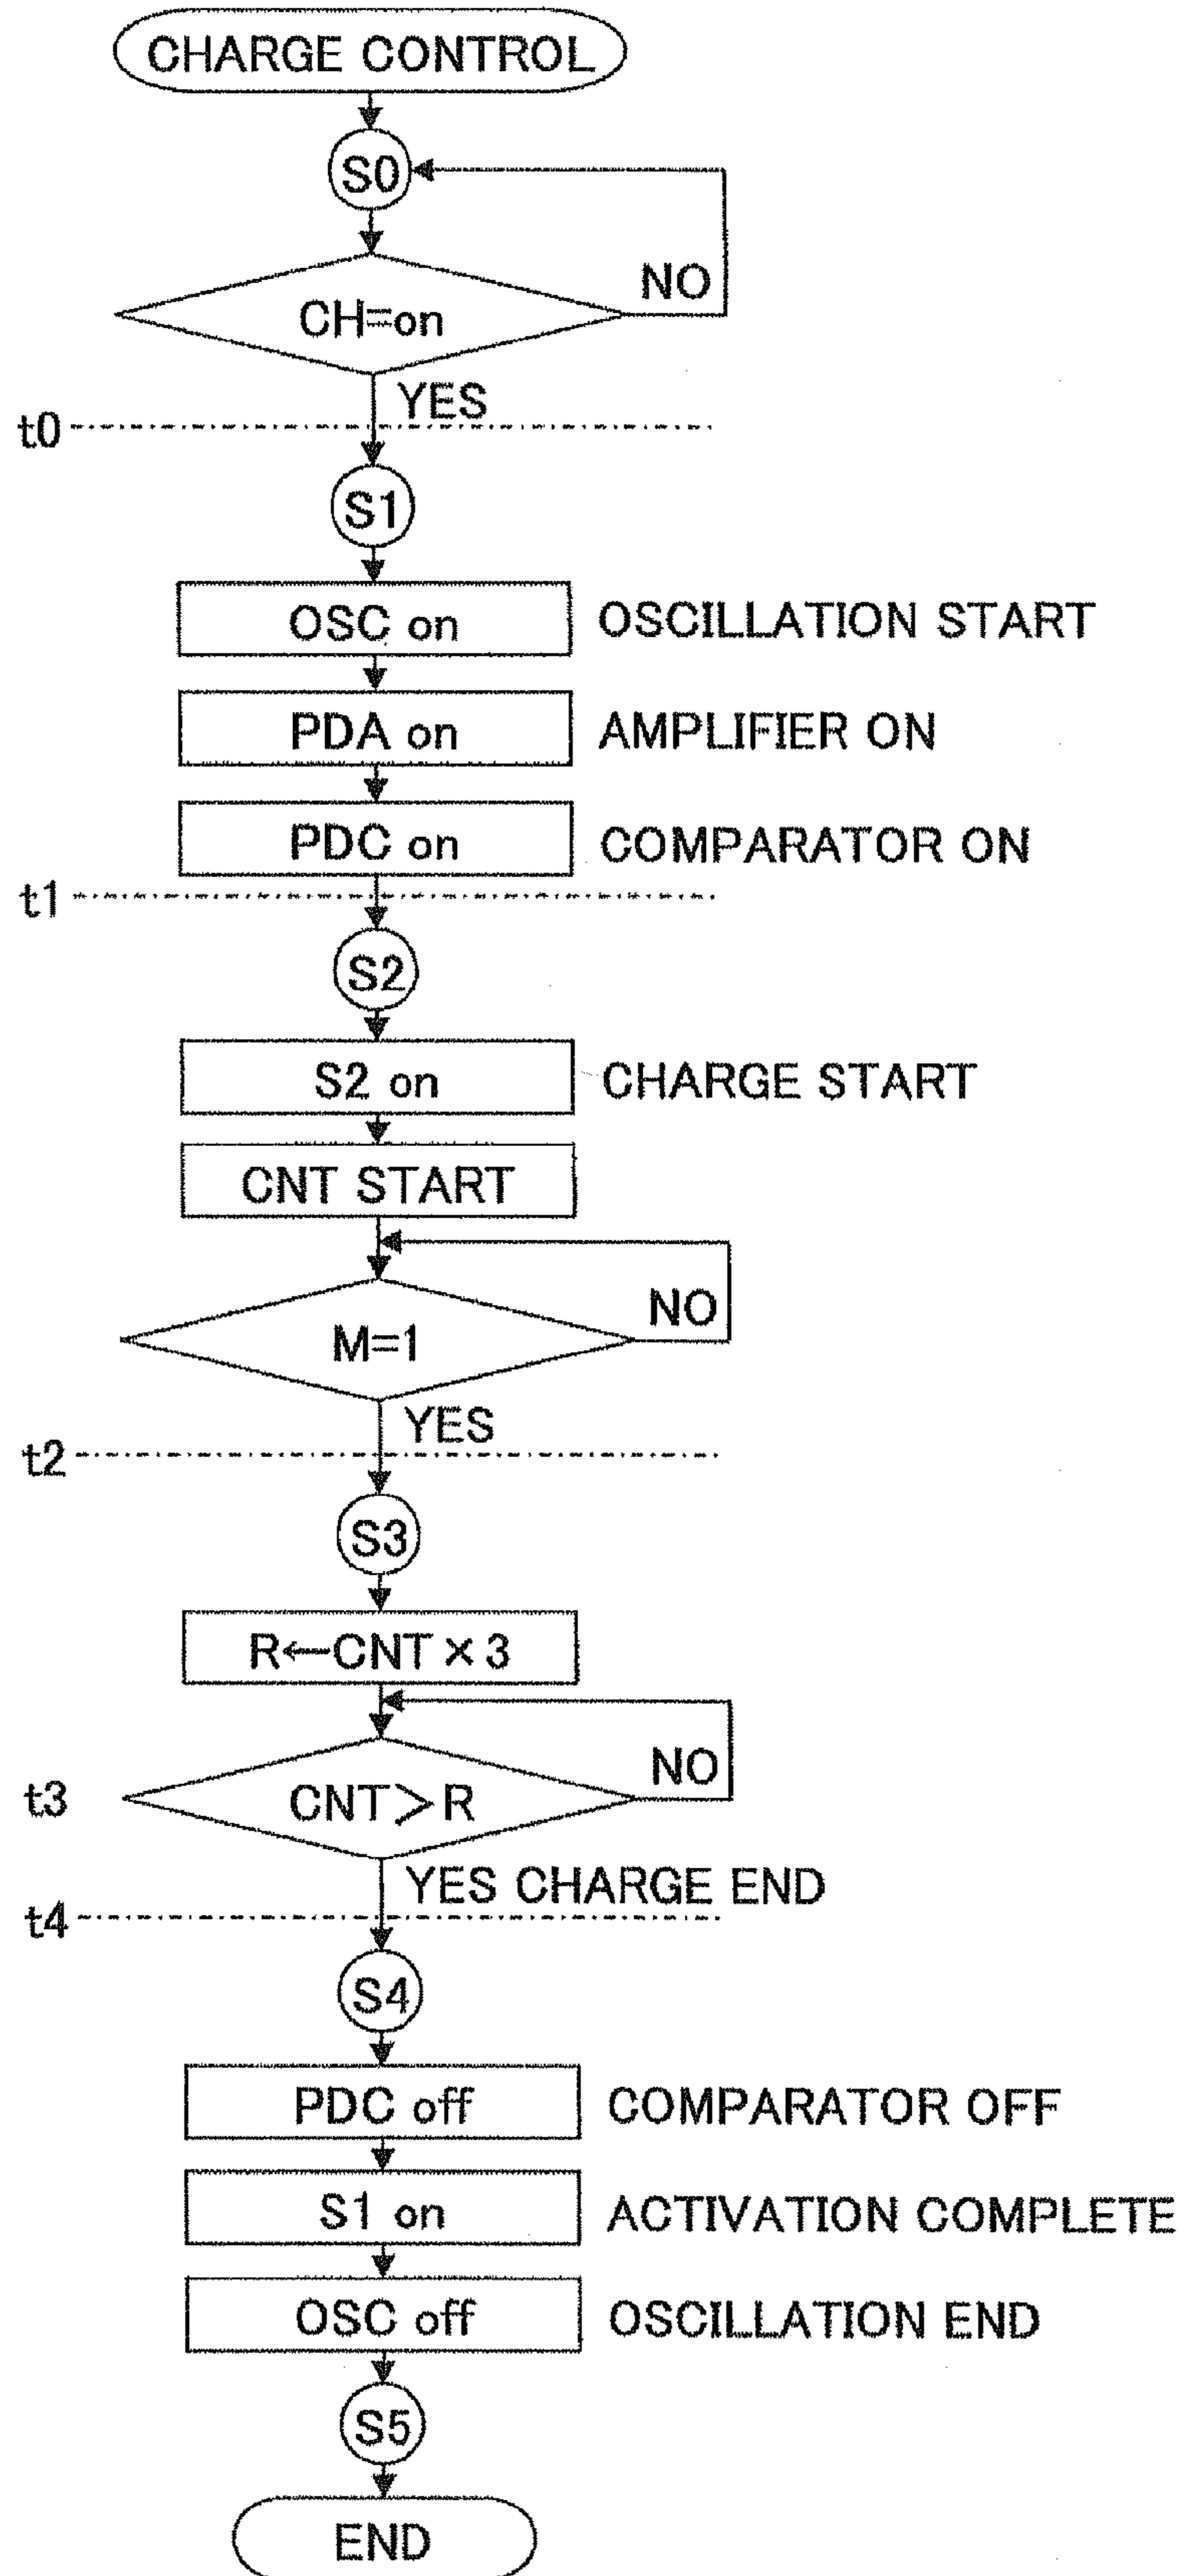 CHARGE CONTROL
S0
NO
CH=on
YES
t0
S1
OSC on OSCILLATION START
PDA on AMPLIFIER ON
PDC on COMPARATOR ON
t1
S2
S2 on CHARGE START
CNT START
NO
M=1
YES
t2
S3
R←CNT×3
NO
t3 CNT>R
YES CHARGE END
t4
S4
PDC off COMPARATOR OFF
S1 on ACTIVATION COMPLETE
OSC off OSCILLATION END
S5
END